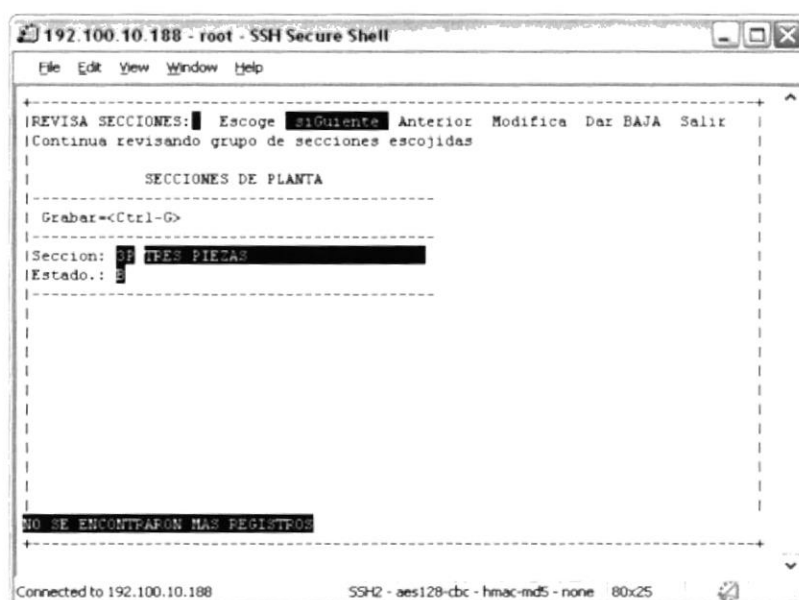 192.100.10.188 - root - SSH Secure Shell
File Edit View Window Help
REVISA SECCIONES: Escoge siGuiente Anterior Modifica Dar BAJA Salir
Continua revisando grupo de secciones escojidas
SECCIONES DE PLANTA
Grabar=<Ctrl-G>
Seccion: 3P TRES PIEZAS
Estado.:
NO SE ENCONTRARON MAS REGISTROS
Connected to 192.100.10.188 SSH2 - aes128-cbc - hmac-md5 - none 80x25